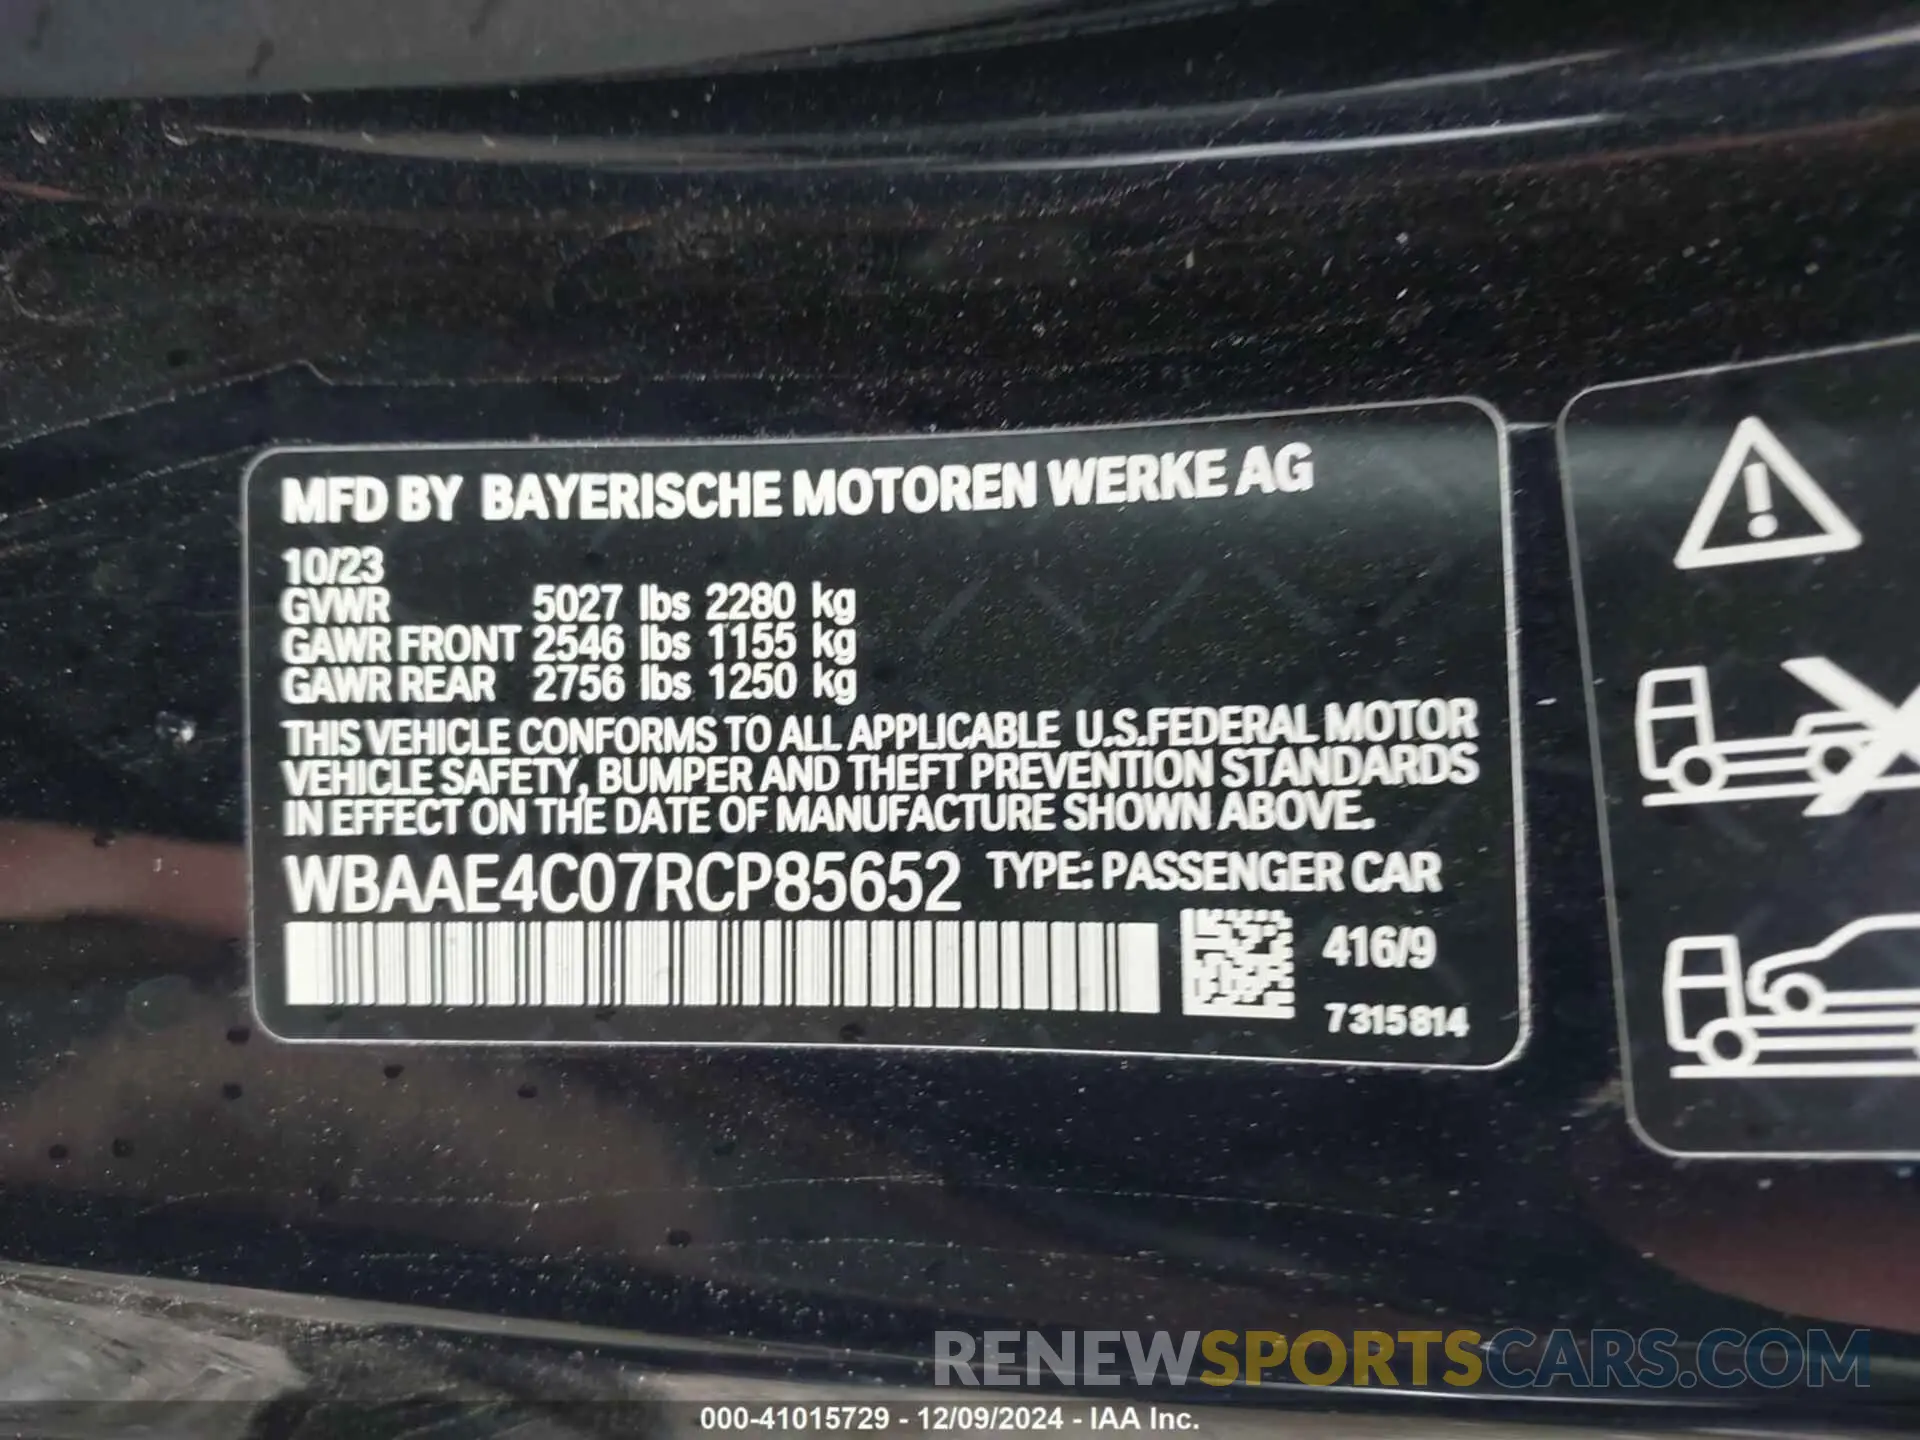 MFD BY BAYERISCHE MOTOREN WERKE AG
10/23
GVWR 5027 lbs 2280 kg
GAWR FRONT 2546 lbs 1155 kg
GAWR REAR 2756 lbs 1250 kg
THIS VEHICLE CONFORMS TO ALL APPLICABLE U.S.FEDERAL MOTOR
VEHICLE SAFETY, BUMPER AND THEFT PREVENTION STANDARDS
IN EFFECT ON THE DATE OF MANUFACTURE SHOWN ABOVE.
WBAAE4C07RCP85652 TYPE: PASSENGER CAR
416/9
7315814
RENEWSPORTSCARS.COM
000-41015729 - 12/09/2024 - IAA Inc.